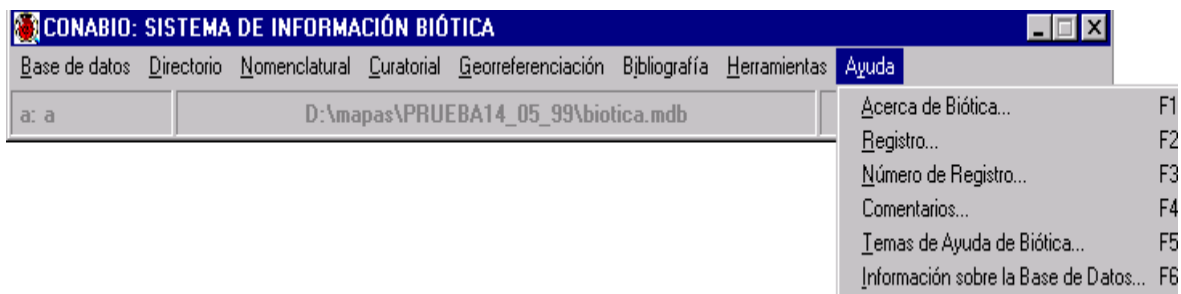 CONABIO: SISTEMA DE INFORMACIÓN BIÓTICA
Base de datos Directorio Nomenclatural Curatorial Georreferenciación Bibliografía Herramientas Ayuda
a: a D:\mapas\PRUEBA14_05_99\biotica.mdb
Acerca de Biótica... F1
Registro... F2
Número de Registro... F3
Comentarios... F4
Temas de Ayuda de Biótica... F5
Información sobre la Base de Datos... F6